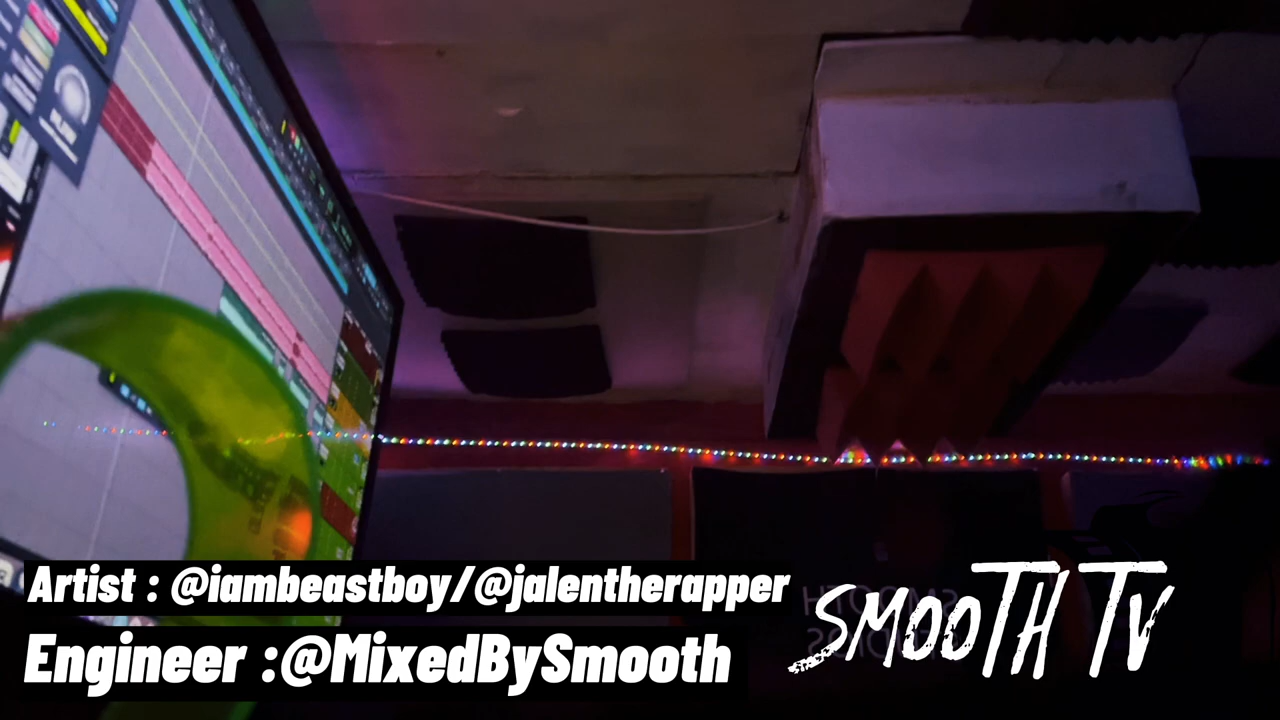 Artist : @iambeastboy/@jalentherapper
Engineer :@MixedBySmooth
SMOOTH TV